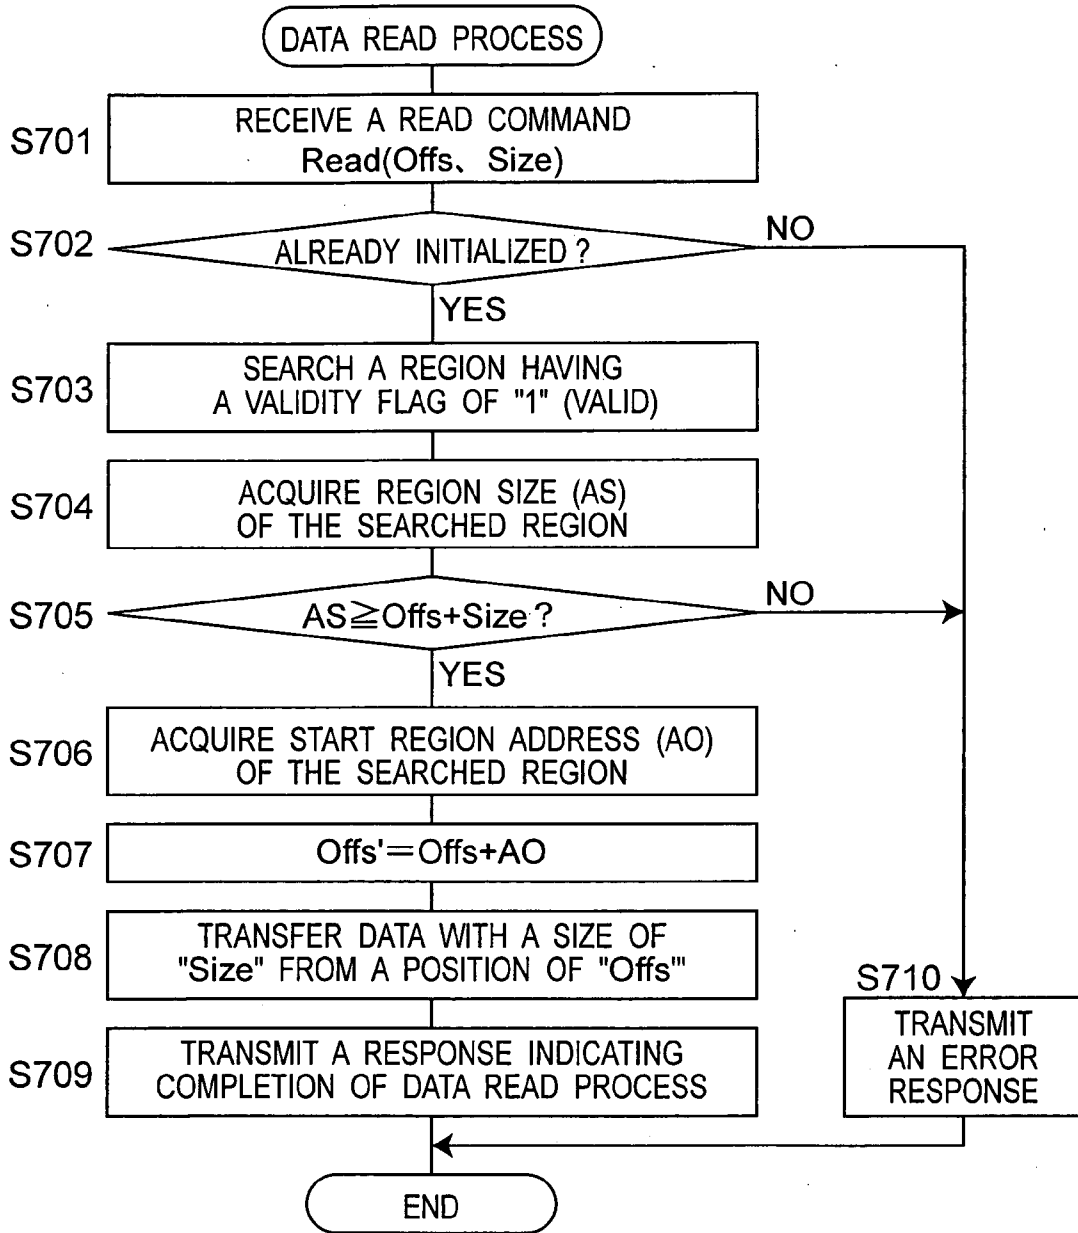 DATA READ PROCESS
S701
RECEIVE A READ COMMAND
Read(Offs、Size)
S702
ALREADY INITIALIZED?
NO
YES
S703
SEARCH A REGION HAVING
A VALIDITY FLAG OF "1" (VALID)
S704
ACQUIRE REGION SIZE (AS)
OF THE SEARCHED REGION
S705
AS≧Offs+Size?
NO
YES
S706
ACQUIRE START REGION ADDRESS (AO)
OF THE SEARCHED REGION
S707
Offs'=Offs+AO
S708
TRANSFER DATA WITH A SIZE OF
"Size" FROM A POSITION OF "Offs'"
S709
TRANSMIT A RESPONSE INDICATING
COMPLETION OF DATA READ PROCESS
S710
TRANSMIT
AN ERROR
RESPONSE
END